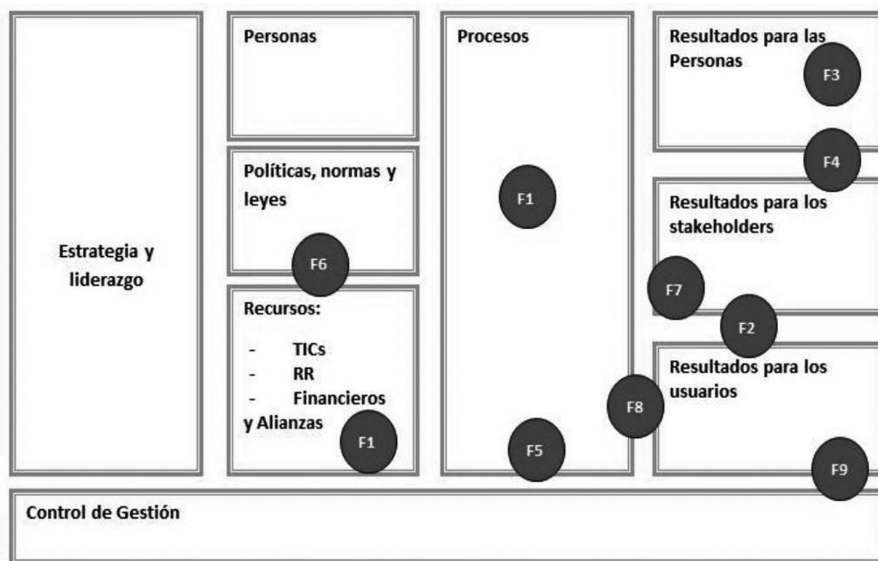 Estrategia y
liderazgo
Personas
Políticas, normas y
leyes
F6
Recursos:
- TICs
- RR
- Financieros
y Alianzas
F1
Procesos
F1
F5
F8
Resultados para las
Personas
F3
F4
Resultados para los
stakeholders
F7
F2
Resultados para los
usuarios
F9
Control de Gestión